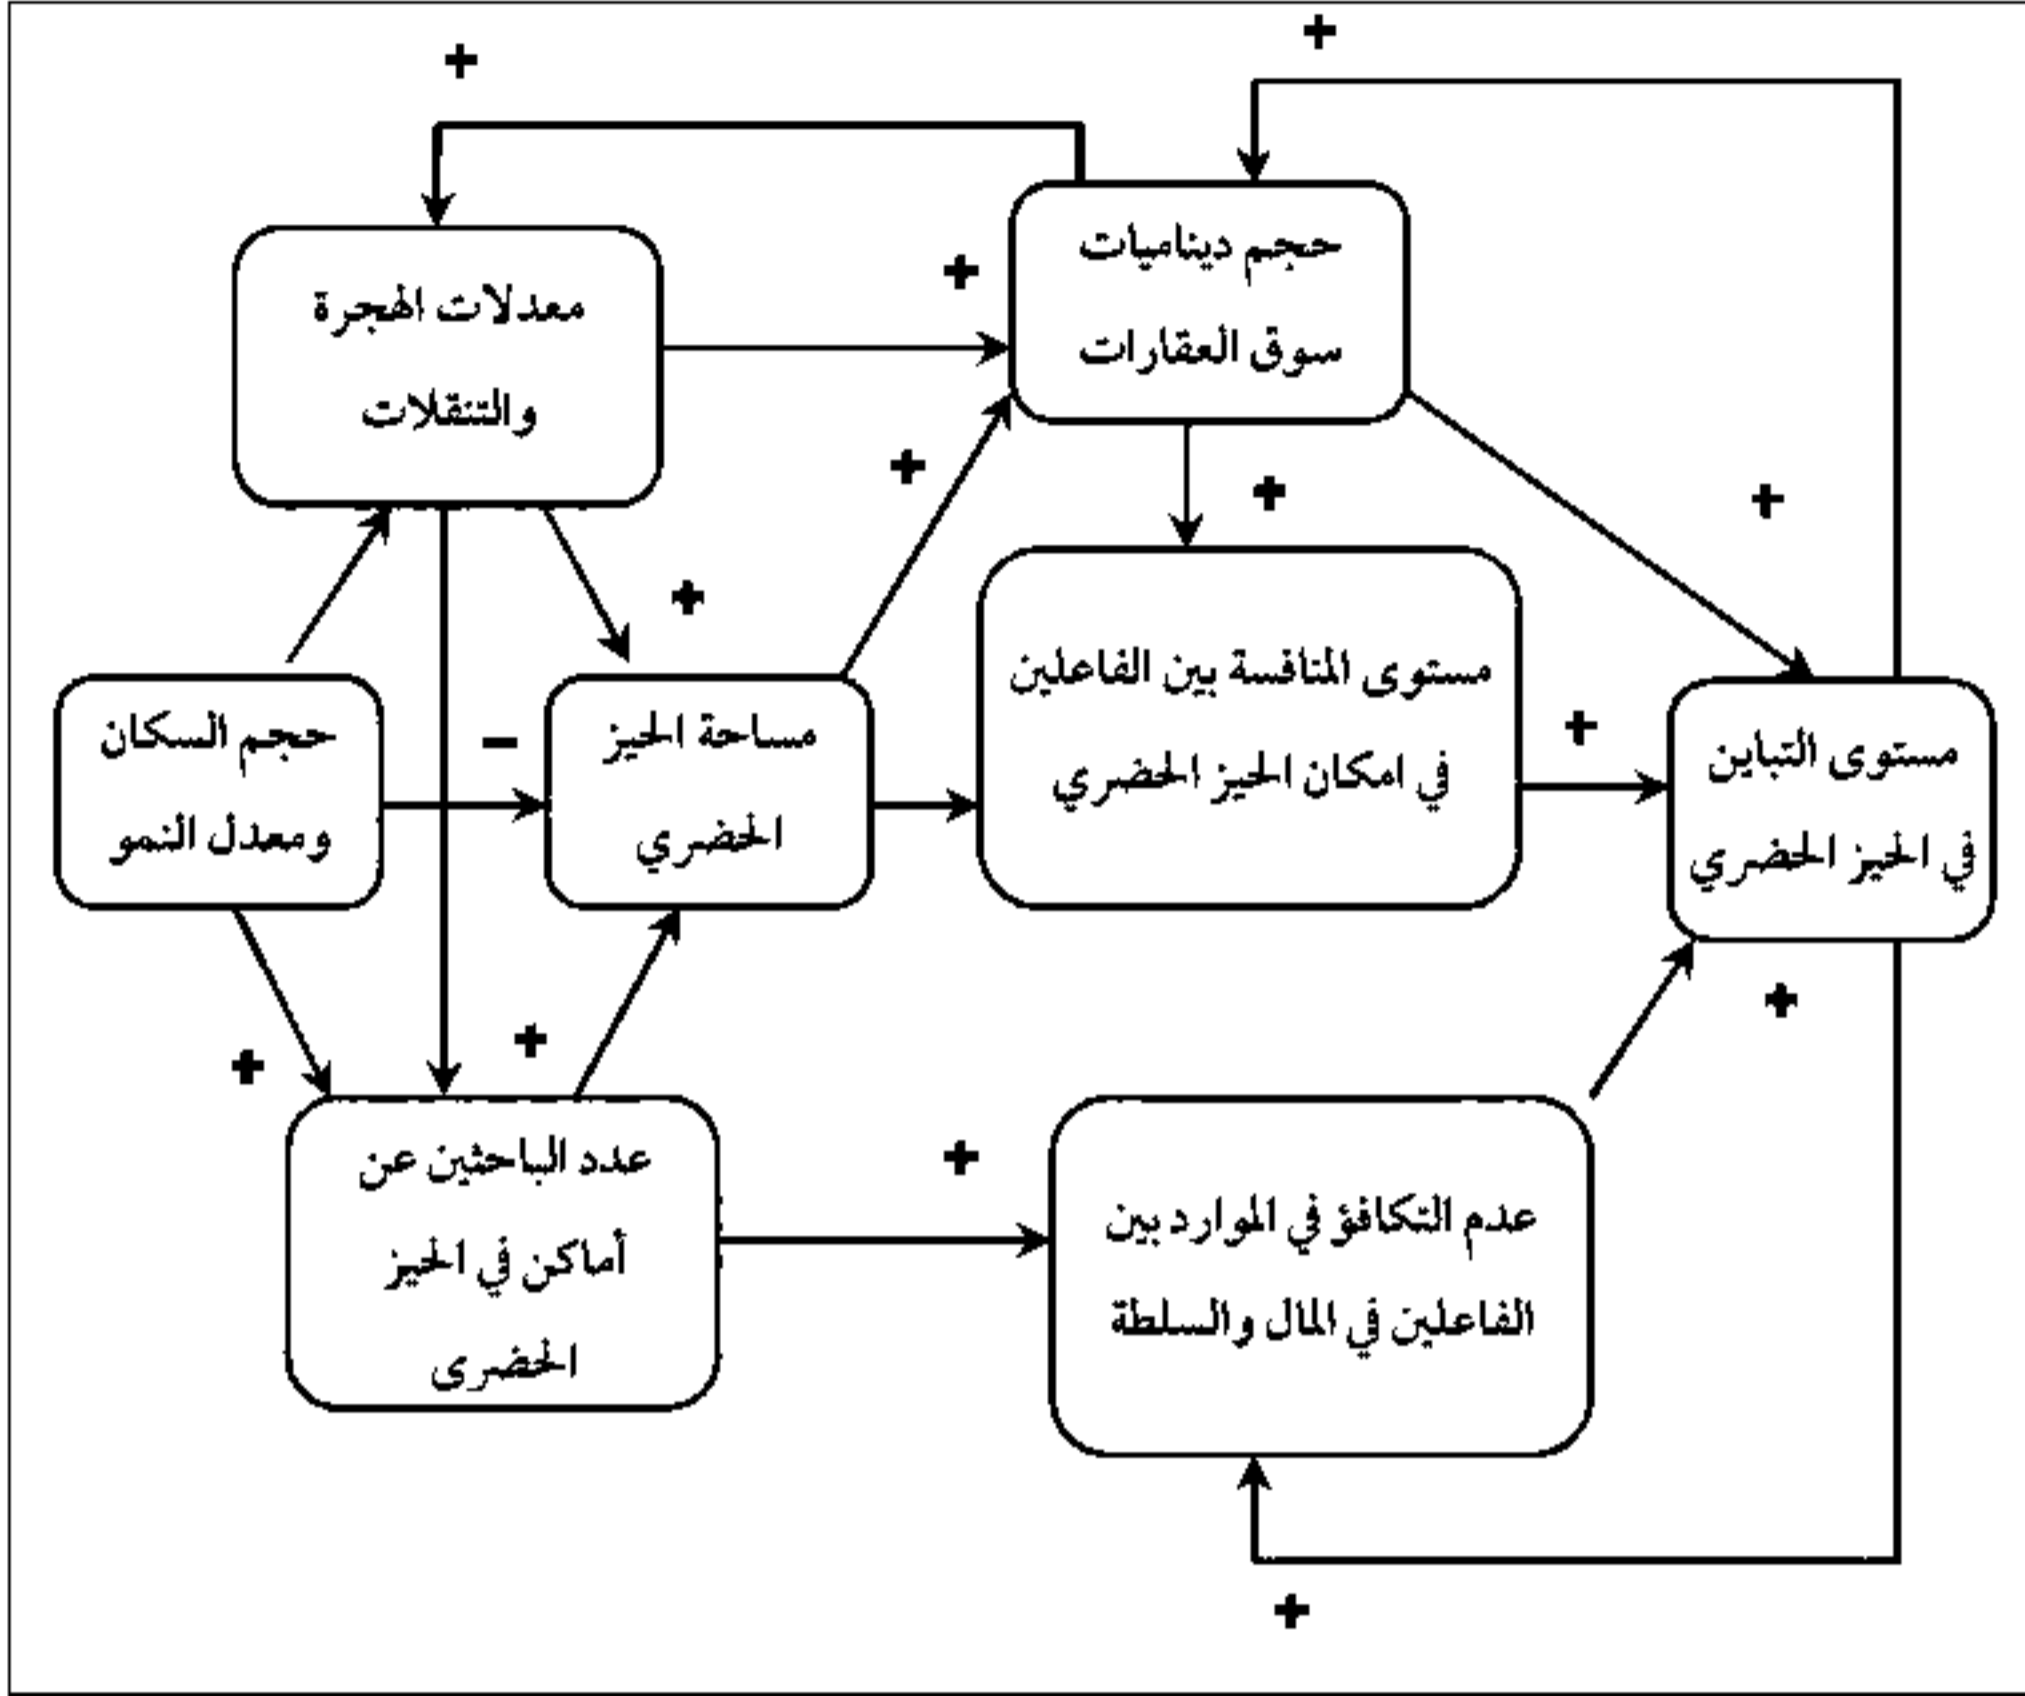 +
+
حجم ديناميات
سوق العقارات
+
معدلات الهجرة
والتنقلات
+
+
+
+
مستوى المنافسة بين الفاعلين
في امكان الحيز الحضري
+
مستوى التباين
في الحيز الحضري
مساحة الحيز
الحضري
−
حجم السكان
ومعدل النمو
+
+
+
عدم التكافؤ في الموارد بين
الفاعلين في المال والسلطة
+
عدد الباحثين عن
أماكن في الحيز
الحضرى
+